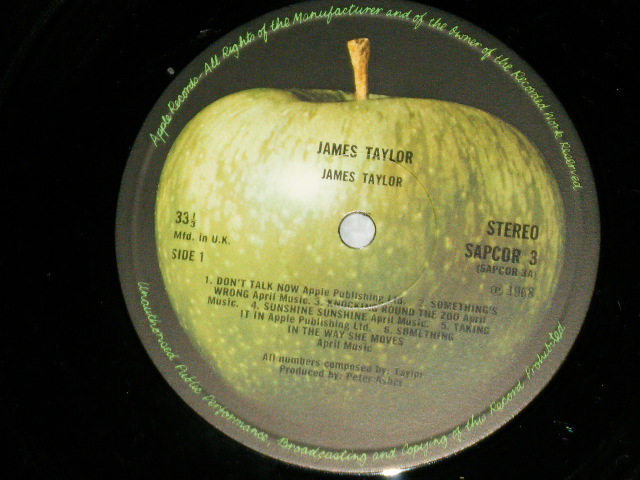 Apple Records-All Rights of the Manufacturer and of the Owner of the Recorded Work Reserved
JAMES TAYLOR
JAMES TAYLOR
33⅓
Mfd. in U.K.
SIDE 1
STEREO
SAPCOR 3
(SAPCOR 3A)
℗ 1968
1. DON'T TALK NOW Apple Publishing Ltd. 2. SOMETHING'S
WRONG April Music. 3. KNOCKING ROUND THE ZOO April
Music. 4. SUNSHINE SUNSHINE April Music. 5. TAKING
IT IN Apple Publishing Ltd. 6. SOMETHING
IN THE WAY SHE MOVES
April Music
All numbers composed by: Taylor
Produced by: Peter Asher
Unauthorised Public Performance, Broadcasting and Copying of this Record Prohibited